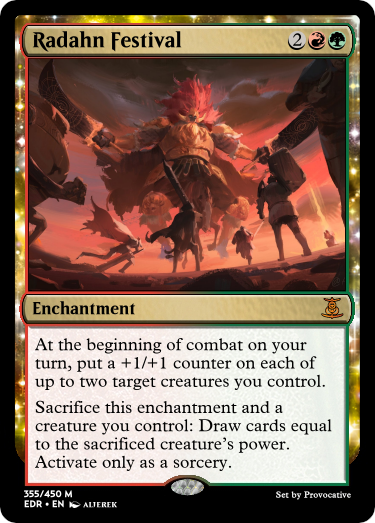 Radahn Festival 2
Enchantment
At the beginning of combat on your
turn, put a +1/+1 counter on each of
up to two target creatures you control.
Sacrifice this enchantment and a
creature you control: Draw cards equal
to the sacrificed creature's power.
Activate only as a sorcery.
355/450 M
EDR • EN ALJEREK
Set by Provocative